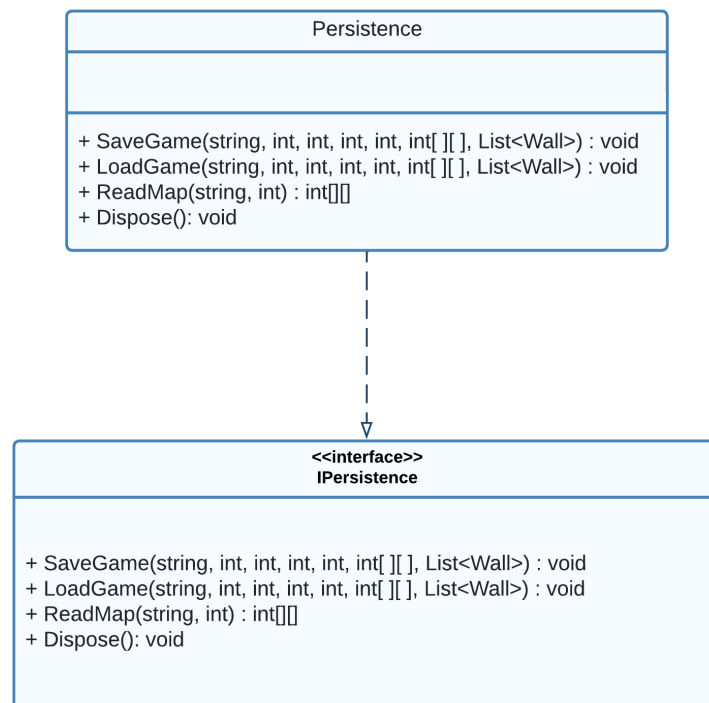 Persistence
+ SaveGame(string, int, int, int, int, int[ ][ ], List<Wall>) : void
+ LoadGame(string, int, int, int, int, int[ ][ ], List<Wall>) : void
+ ReadMap(string, int) : int[][]
+ Dispose(): void
<<interface>>
IPersistence
+ SaveGame(string, int, int, int, int, int[ ][ ], List<Wall>) : void
+ LoadGame(string, int, int, int, int, int[ ][ ], List<Wall>) : void
+ ReadMap(string, int) : int[][]
+ Dispose(): void